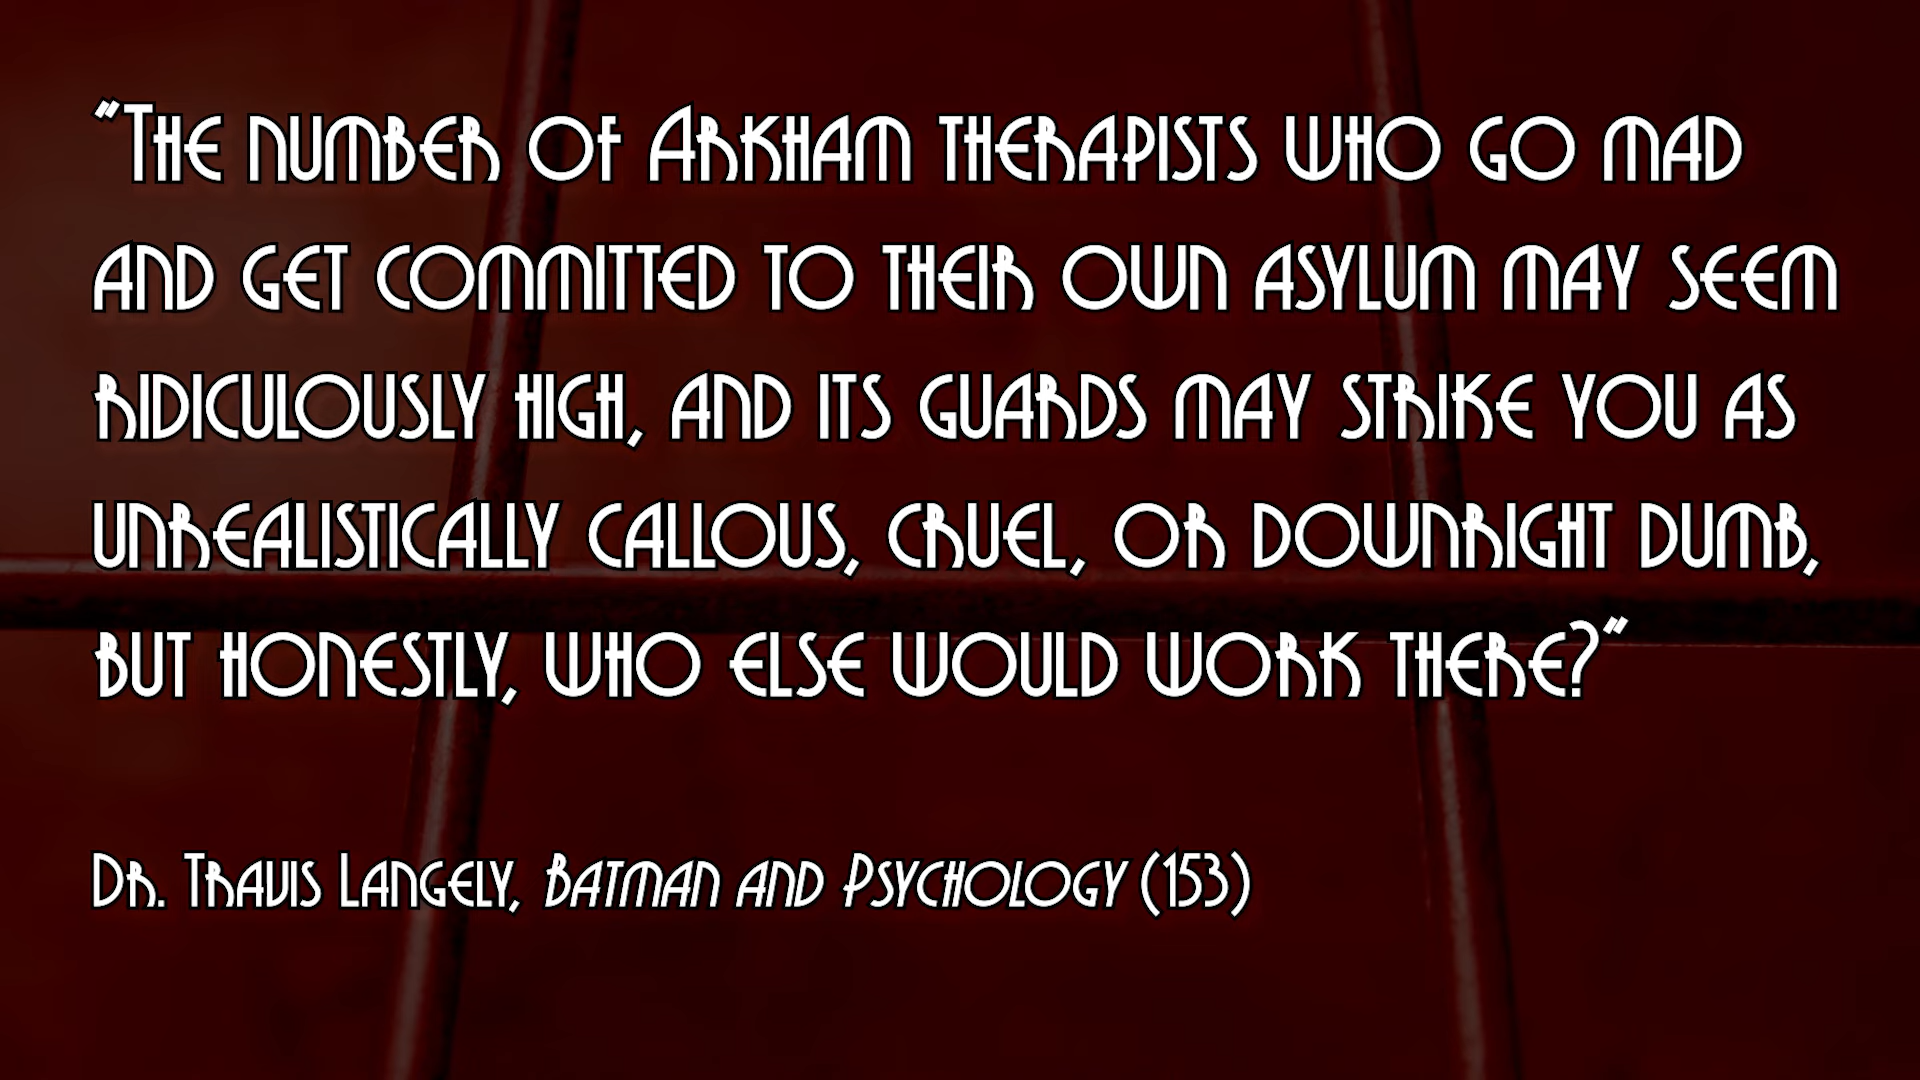 “The number of Arkham therapists who go mad
and get committed to their own asylum may seem
ridiculously high, and its guards may strike you as
unrealistically callous, cruel, or downright dumb,
but honestly, who else would work there?”
Dr. Travis Langely, Batman and Psychology (153)